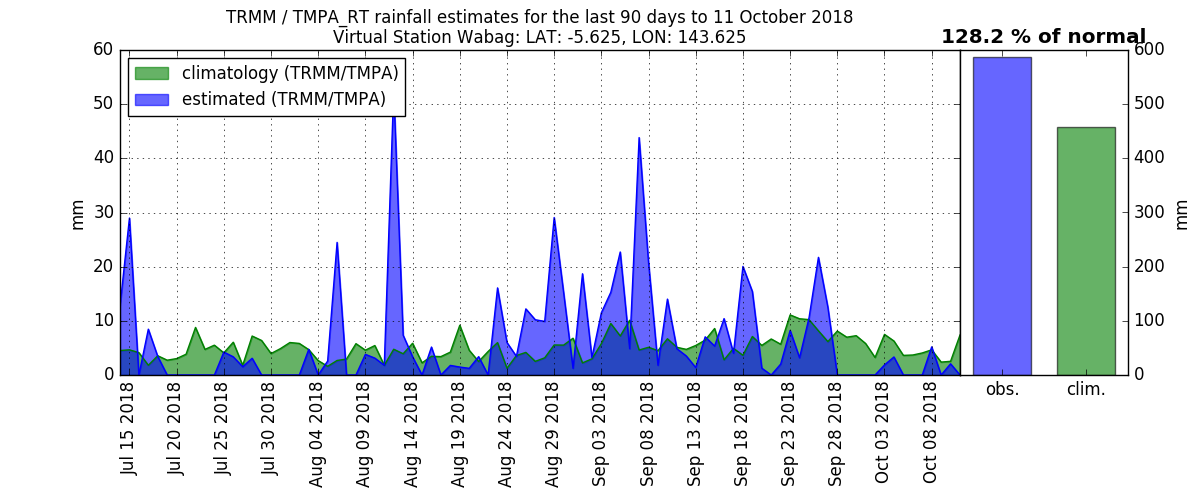 TRMM / TMPA_RT rainfall estimates for the last 90 days to 11 October 2018
Virtual Station Wabag: LAT: -5.625, LON: 143.625
128.2 % of normal
climatology (TRMM/TMPA)
estimated (TRMM/TMPA)
60
50
40
30
20
10
0
mm
600
500
400
300
200
100
0
mm
obs.
clim.
Jul 15 2018
Jul 20 2018
Jul 25 2018
Jul 30 2018
Aug 04 2018
Aug 09 2018
Aug 14 2018
Aug 19 2018
Aug 24 2018
Aug 29 2018
Sep 03 2018
Sep 08 2018
Sep 13 2018
Sep 18 2018
Sep 23 2018
Sep 28 2018
Oct 03 2018
Oct 08 2018